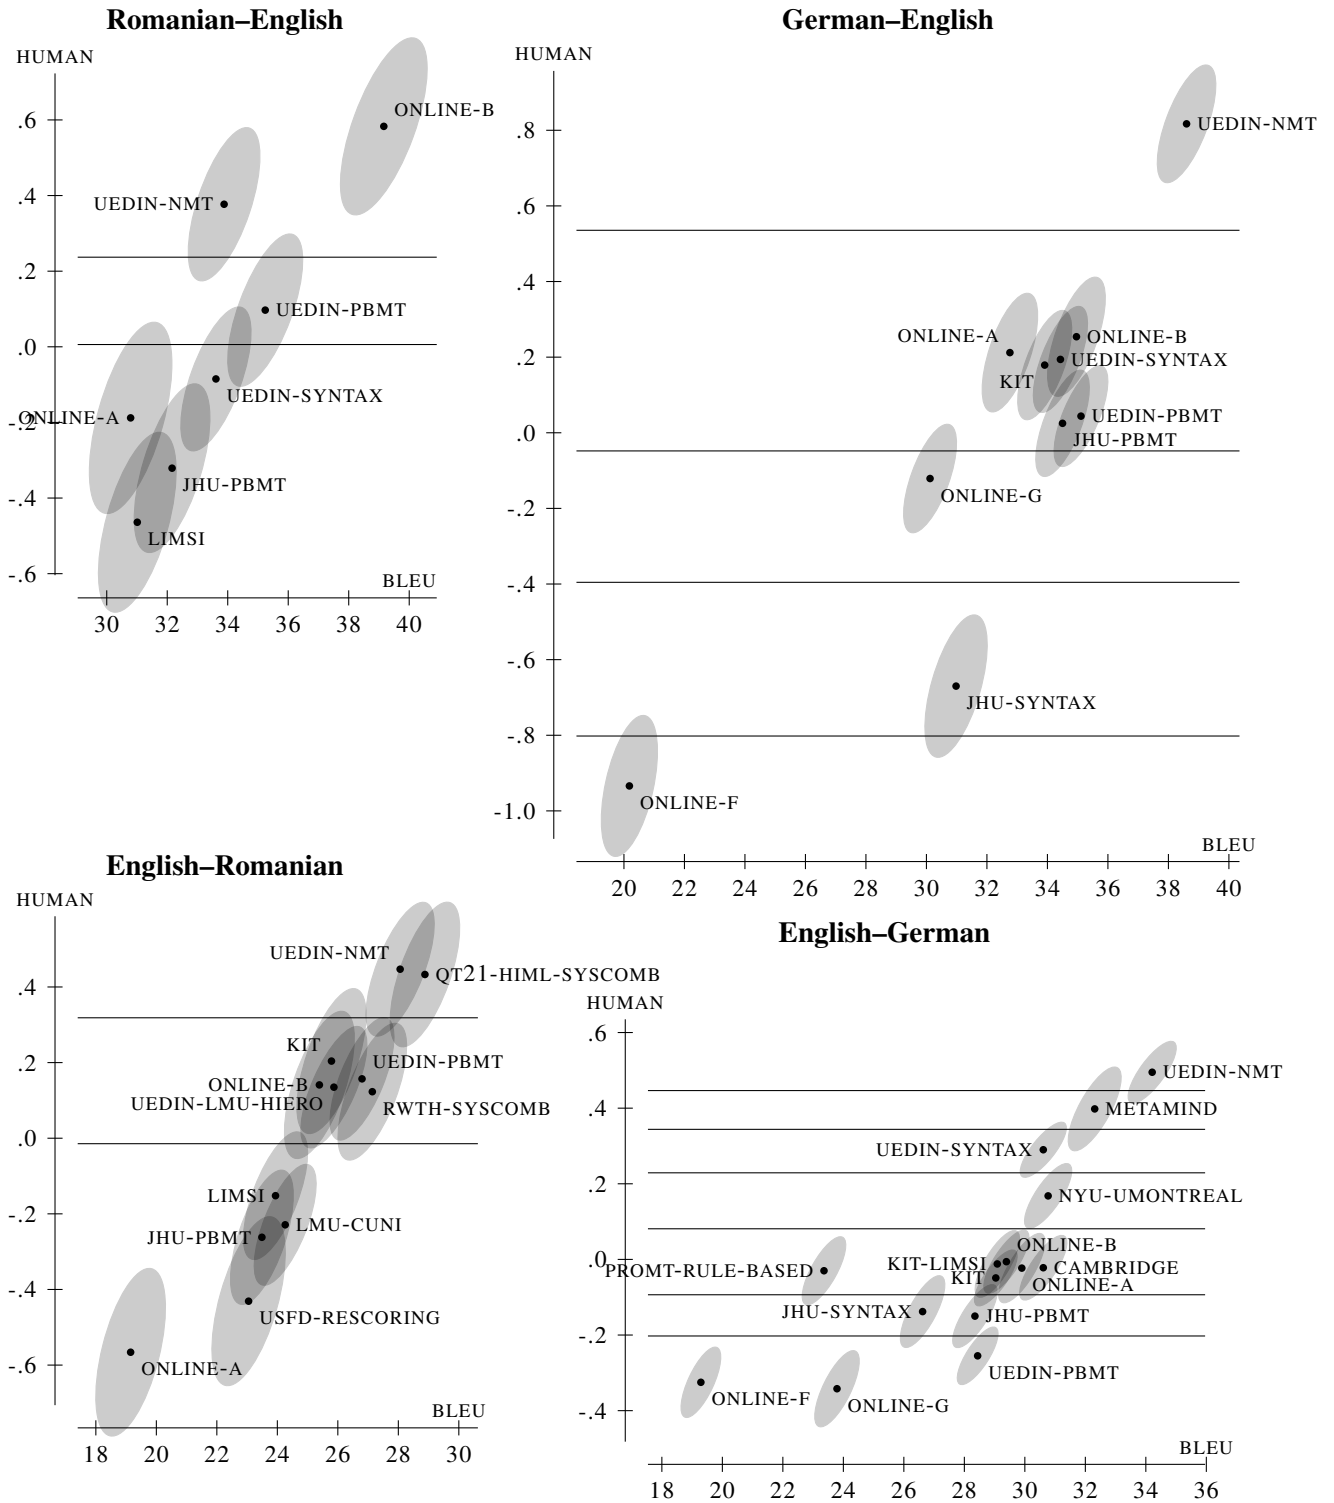 Romanian–English
HUMAN
.6
.4
.2
.0
-.2
-.4
-.6
ONLINE-B
UEDIN-NMT
UEDIN-PBMT
UEDIN-SYNTAX
ONLINE-A
JHU-PBMT
LIMSI
BLEU
30 32 34 36 38 40
German–English
HUMAN
.8
.6
.4
.2
.0
-.2
-.4
-.6
-.8
-1.0
UEDIN-NMT
ONLINE-A
ONLINE-B
UEDIN-SYNTAX
KIT
UEDIN-PBMT
JHU-PBMT
ONLINE-G
JHU-SYNTAX
ONLINE-F
BLEU
20 22 24 26 28 30 32 34 36 38 40
English–Romanian
HUMAN
.4
.2
.0
-.2
-.4
-.6
UEDIN-NMT
QT21-HIML-SYSCOMB
KIT
UEDIN-PBMT
ONLINE-B
UEDIN-LMU-HIERO
RWTH-SYSCOMB
LIMSI
LMU-CUNI
JHU-PBMT
USFD-RESCORING
ONLINE-A
BLEU
18 20 22 24 26 28 30
English–German
HUMAN
.6
.4
.2
.0
-.2
-.4
UEDIN-NMT
METAMIND
UEDIN-SYNTAX
NYU-UMONTREAL
ONLINE-B
KIT-LIMSI
CAMBRIDGE
PROMT-RULE-BASED
KIT
ONLINE-A
JHU-SYNTAX
JHU-PBMT
UEDIN-PBMT
ONLINE-F
ONLINE-G
BLEU
18 20 22 24 26 28 30 32 34 36